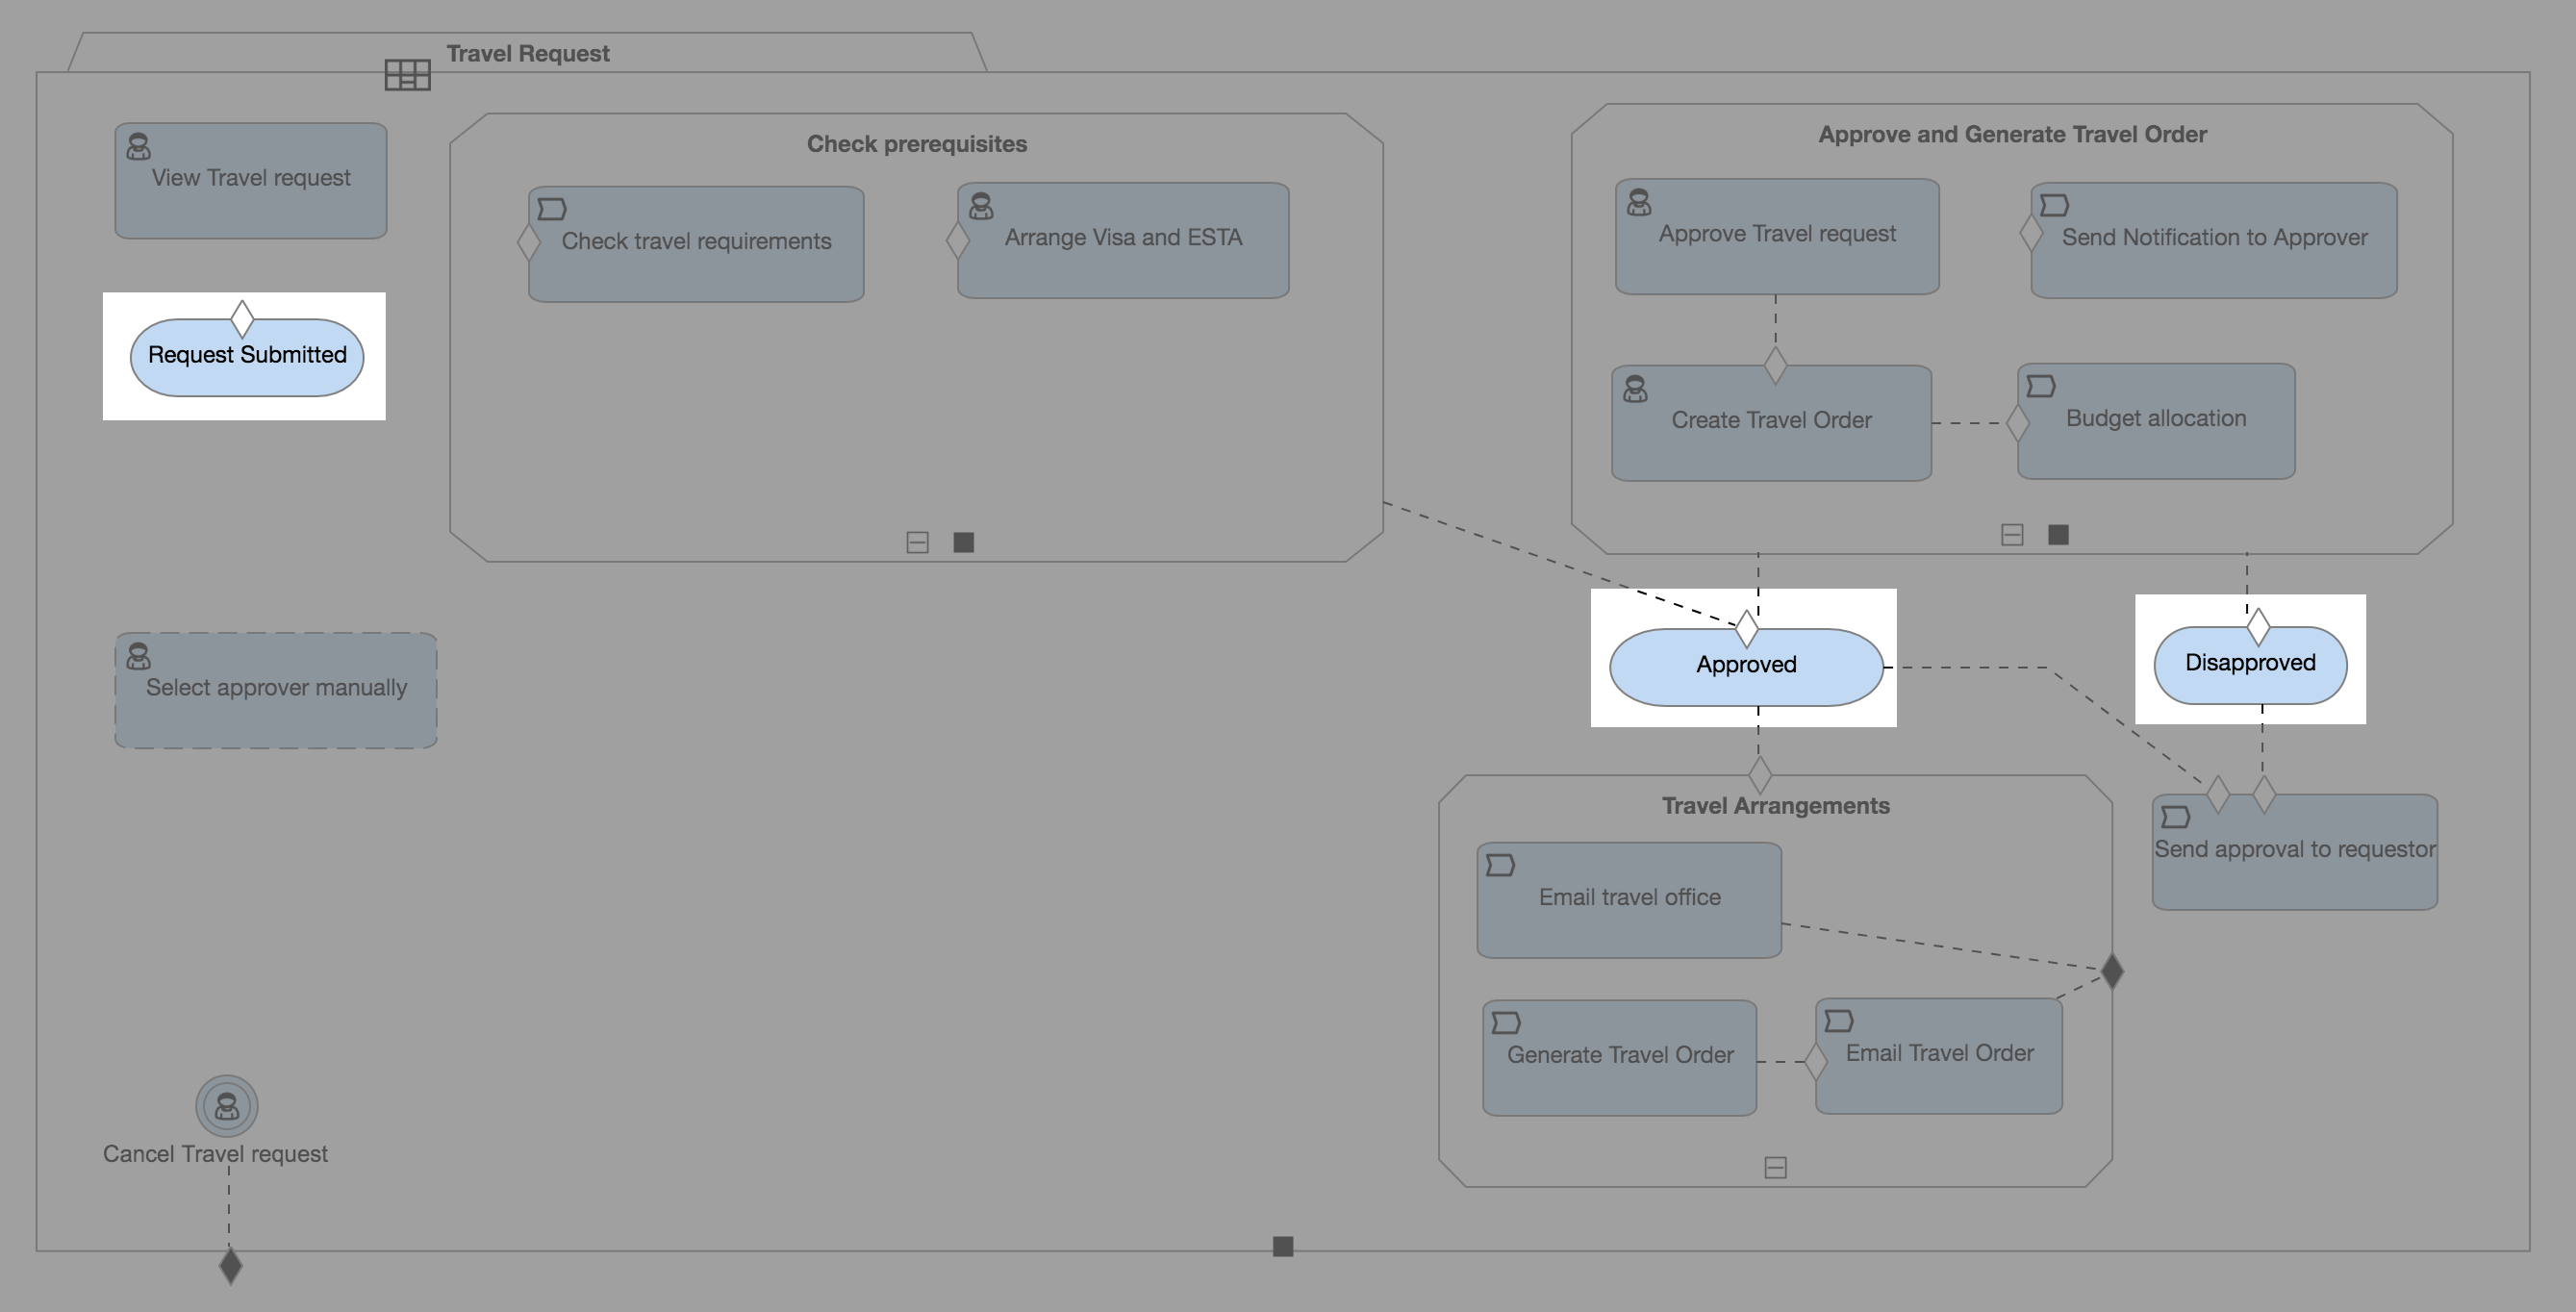 Travel Request
View Travel request
Request Submitted
Select approver manually
Cancel Travel request
Check prerequisites
Check travel requirements
Arrange Visa and ESTA
Approve and Generate Travel Order
Approve Travel request
Send Notification to Approver
Create Travel Order
Budget allocation
Approved
Disapproved
Travel Arrangements
Email travel office
Generate Travel Order
Email Travel Order
Send approval to requestor